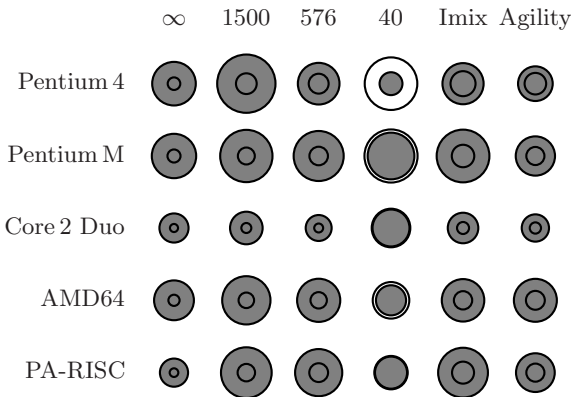 ∞ 1500 576 40 Imix Agility
Pentium 4
Pentium M
Core 2 Duo
AMD64
PA-RISC